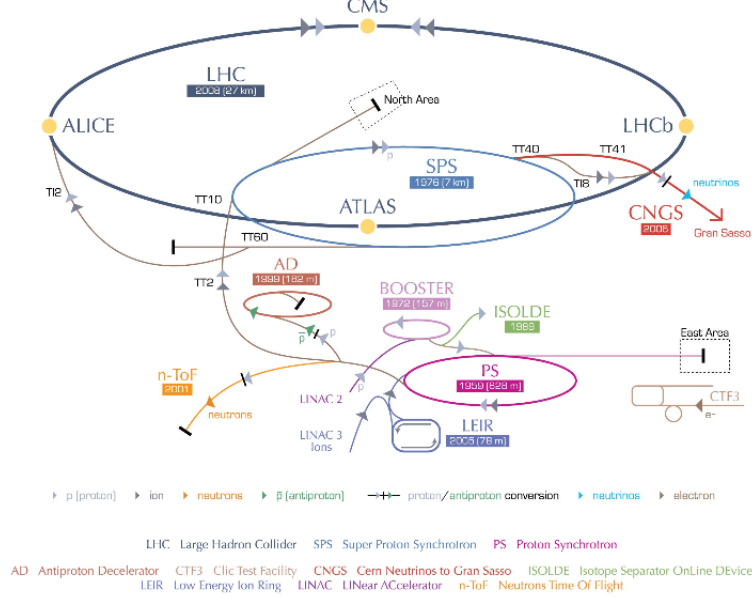 CMS
LHC
2008 (27 km)
North Area
ALICE
LHCb
TT40
TT41
p
SPS
1976 (7 km)
TI8
neutrinos
TI2
TT10
ATLAS
CNGS
2006
Gran Sasso
TT60
AD
1999 (182 m)
TT2
BOOSTER
1972 (157 m)
ISOLDE
1989
p̅
p
East Area
n-ToF
2001
PS
1959 (628 m)
LINAC 2
p
neutrons
CTF3
e-
LINAC 3
Ions
LEIR
2005 (78 m)
p (proton) ion neutrons p̅ (antiproton) proton/antiproton conversion neutrinos electron
LHC Large Hadron Collider SPS Super Proton Synchrotron PS Proton Synchrotron
AD Antiproton Decelerator CTF3 Clic Test Facility CNGS Cern Neutrinos to Gran Sasso ISOLDE Isotope Separator OnLine DEvice
LEIR Low Energy Ion Ring LINAC LINear ACcelerator n-ToF Neutrons Time Of Flight